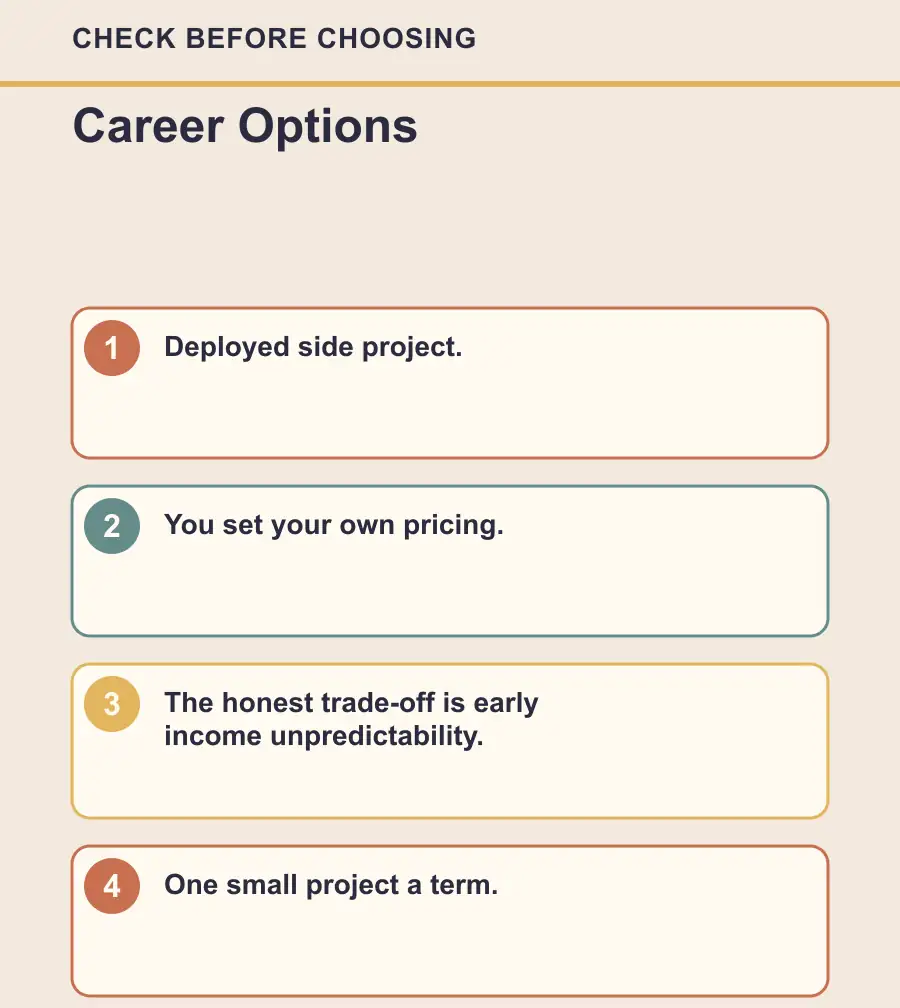 CHECK BEFORE CHOOSING
Career Options
1
Deployed side project.
2
You set your own pricing.
3
The honest trade-off is early
income unpredictability.
4
One small project a term.